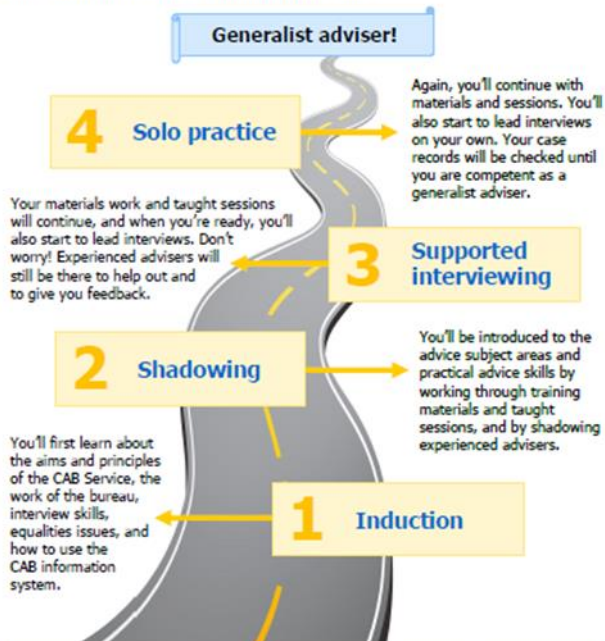 Generalist adviser!
4 Solo practice
Again, you'll continue with
materials and sessions. You'll
also start to lead interviews
on your own. Your case
records will be checked until
you are competent as a
generalist adviser.
Your materials work and taught sessions
will continue, and when you're ready, you'll
also start to lead interviews. Don't
worry! Experienced advisers will
still be there to help out and
to give you feedback.
3 Supported
interviewing
2 Shadowing
You'll be introduced to the
advice subject areas and
practical advice skills by
working through training
materials and taught
sessions, and by shadowing
experienced advisers.
You'll first learn about
the aims and principles
of the CAB Service, the
work of the bureau,
interview skills,
equalities issues, and
how to use the
CAB information
system.
1 Induction